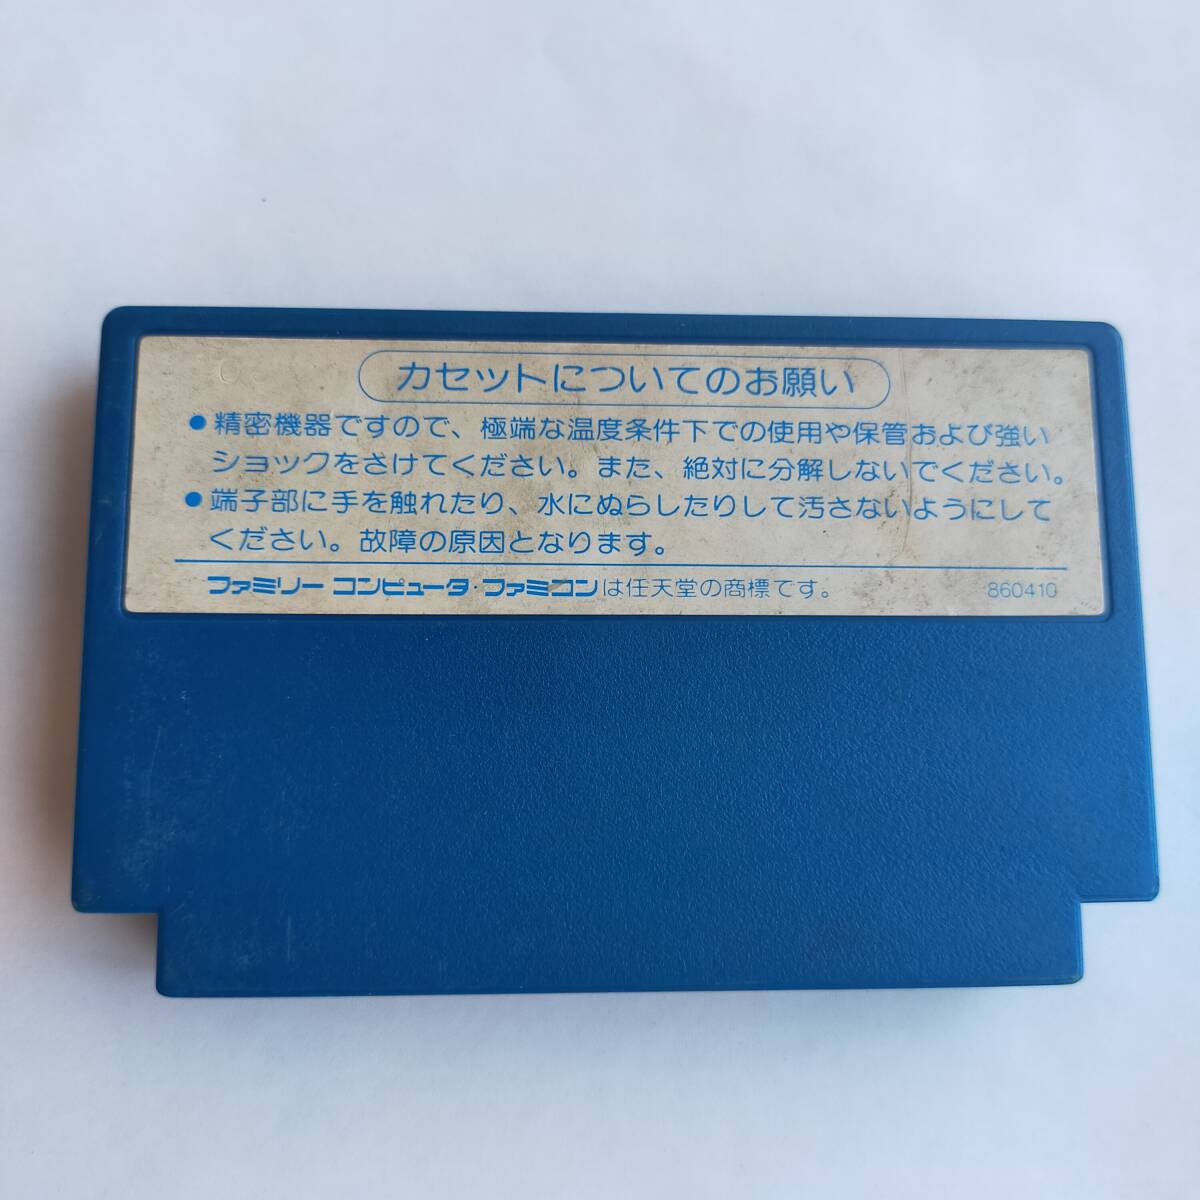 カセットについてのお願い
●精密機器ですので、極端な温度条件下での使用や保管および強い
ショックをさけてください。また、絶対に分解しないでください。
●端子部に手を触れたり、水にぬらしたりして汚さないようにして
ください。故障の原因となります。
ファミリーコンピュータ・ファミコンは任天堂の商標です。 860410